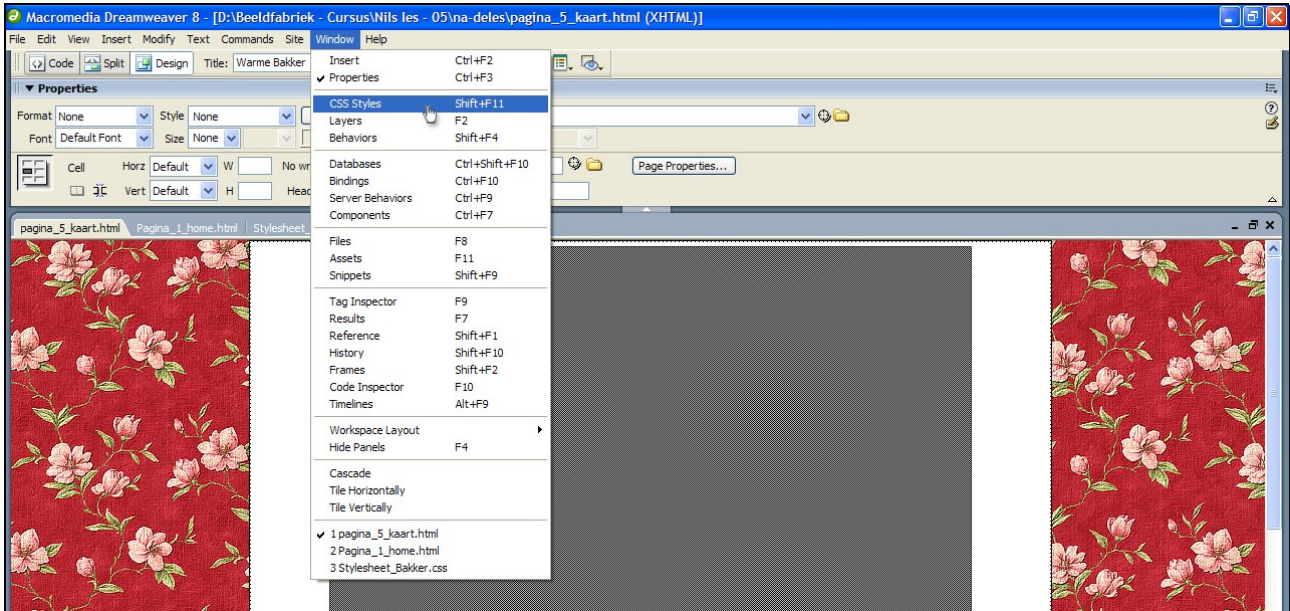 Macromedia Dreamweaver 8 - [D:\Beeldfabriek - Cursus\Nils les - 05\na-deles\pagina_5_kaart.html (XHTML)]
File Edit View Insert Modify Text Commands Site Window Help
Code Split Design Title: Warme Bakker
Properties
Format None Style None
Font Default Font Size None
Cell Horz Default W No wr Page Properties...
Vert Default H Head
pagina_5_kaart.html Pagina_1_home.html Stylesheet_
Insert Ctrl+F2
Properties Ctrl+F3
CSS Styles Shift+F11
Layers F2
Behaviors Shift+F4
Databases Ctrl+Shift+F10
Bindings Ctrl+F10
Server Behaviors Ctrl+F9
Components Ctrl+F7
Files F8
Assets F11
Snippets Shift+F9
Tag Inspector F9
Results F7
Reference Shift+F1
History Shift+F10
Frames Shift+F2
Code Inspector F10
Timelines Alt+F9
Workspace Layout
Hide Panels F4
Cascade
Tile Horizontally
Tile Vertically
1 pagina_5_kaart.html
2 Pagina_1_home.html
3 Stylesheet_Bakker.css